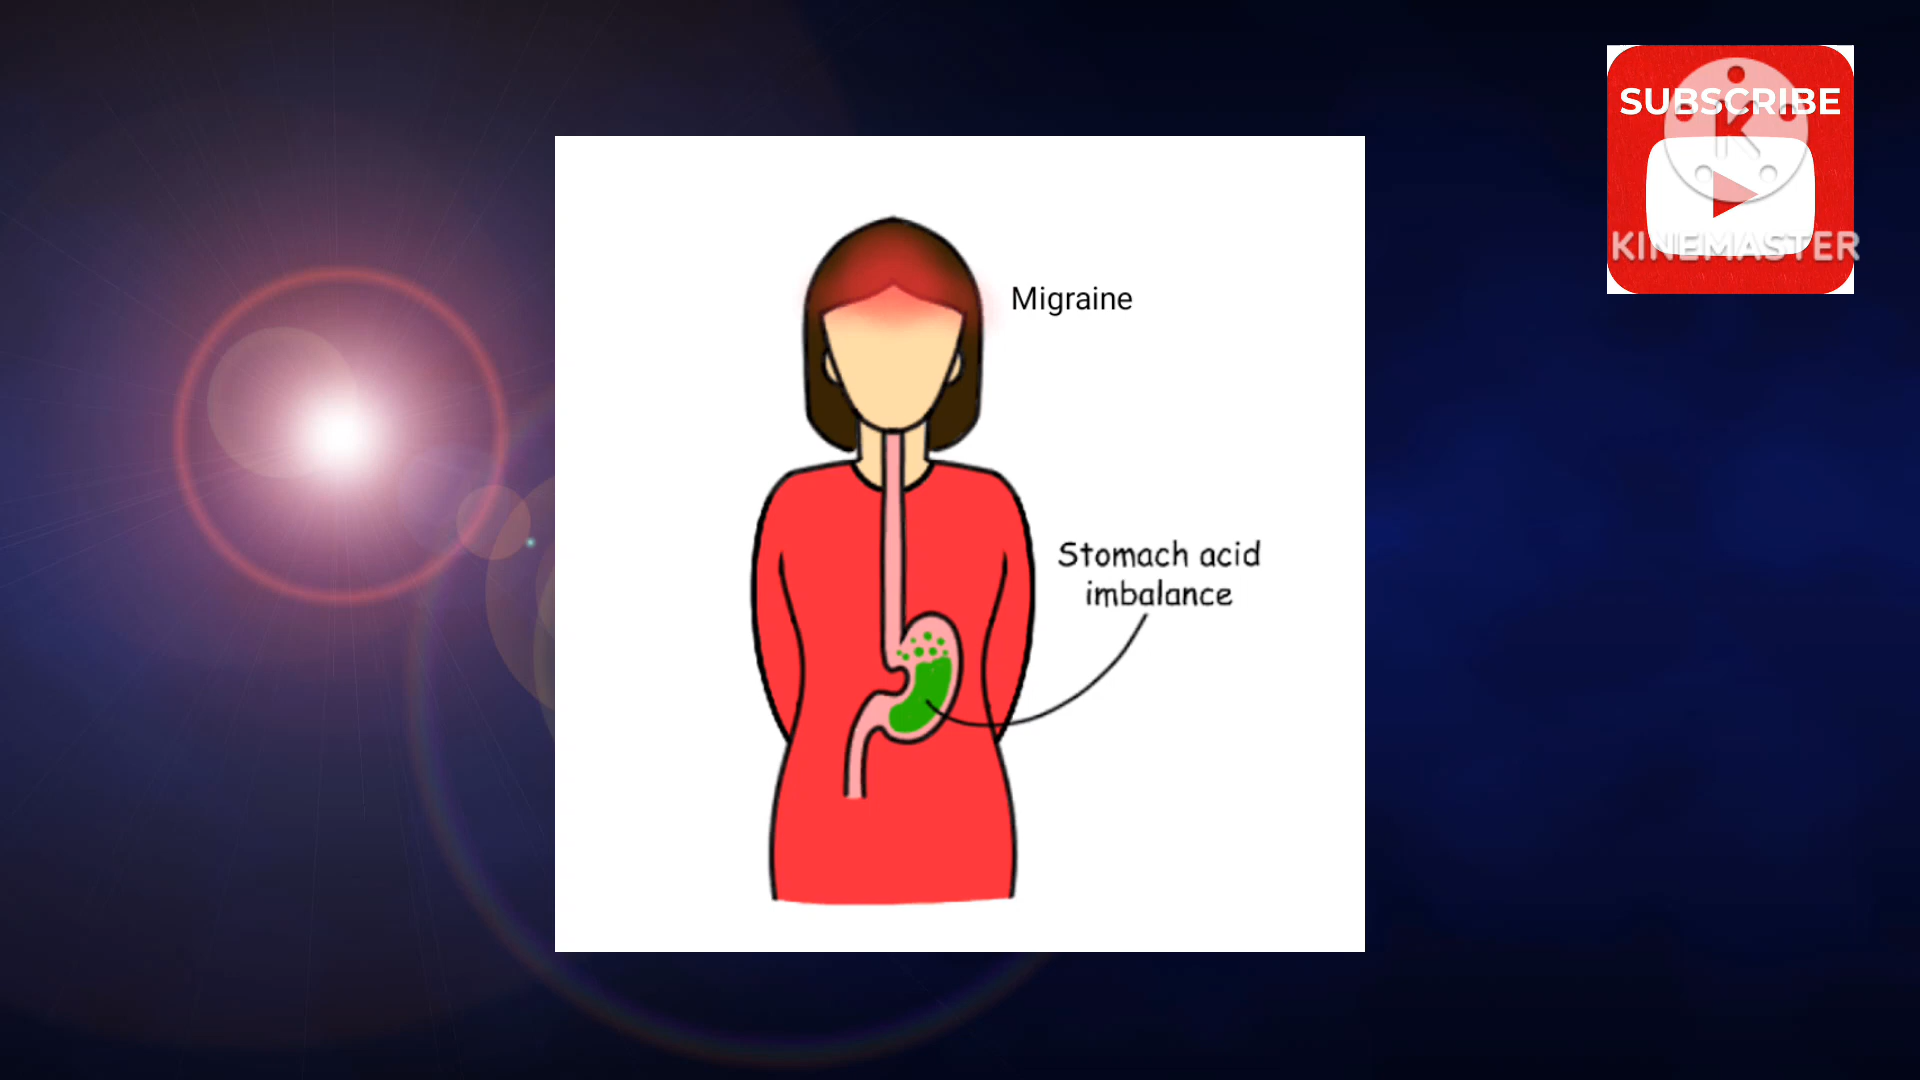 SUBSCRIBE
KINEMASTER
Migraine
Stomach acid
imbalance